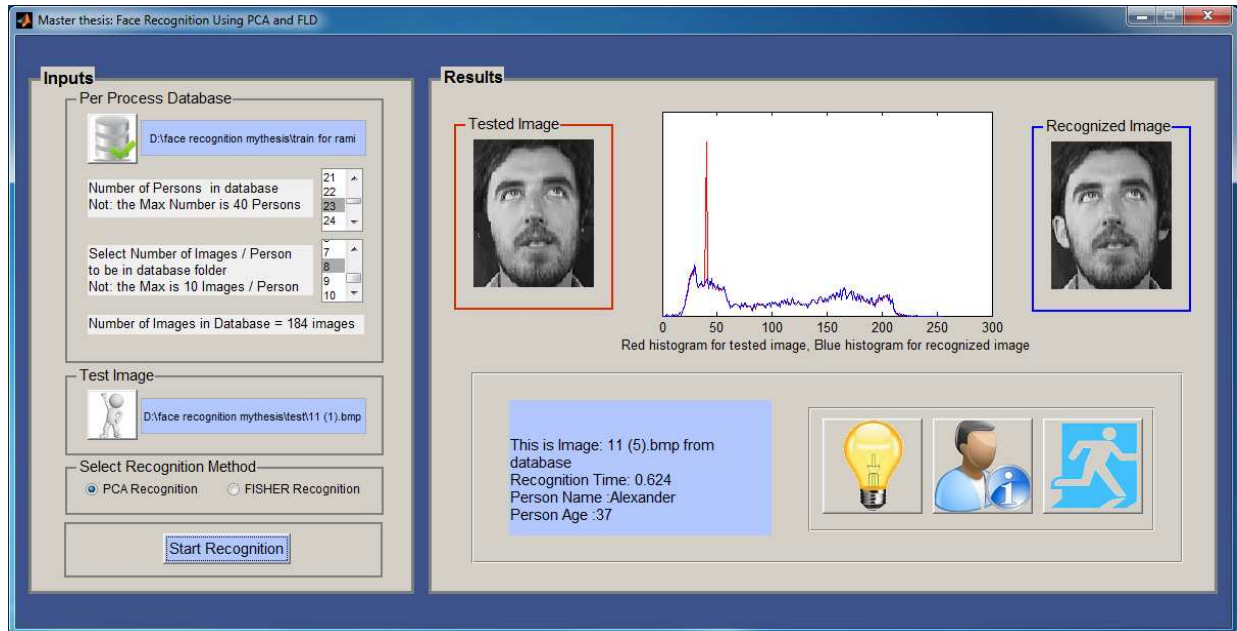 Master thesis: Face Recognition Using PCA and FLD
Inputs
Per Process Database
D:\face recognition mythesis\train for rami
Number of Persons in database
Not: the Max Number is 40 Persons
21
22
23
24
Select Number of Images / Person
to be in database folder
Not: the Max is 10 Images / Person
7
8
9
10
Number of Images in Database = 184 images
Test Image
D:\face recognition mythesis\test\11 (1).bmp
Select Recognition Method
PCA Recognition
FISHER Recognition
Start Recognition
Results
Tested Image
0 50 100 150 200 250 300
Red histogram for tested image, Blue histogram for recognized image
Recognized Image
This is Image: 11 (5).bmp from
database
Recognition Time: 0.624
Person Name :Alexander
Person Age :37